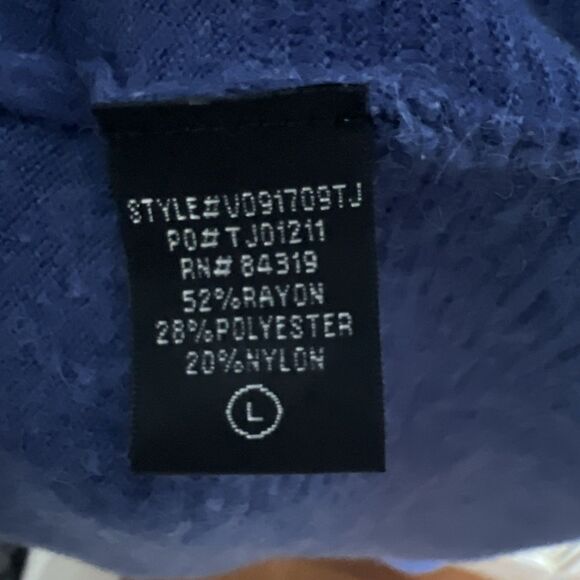 STYLE#V091709TJ
PO#TJ01211
RN#84319
52%RAYON
28%POLYESTER
20%NYLON
L